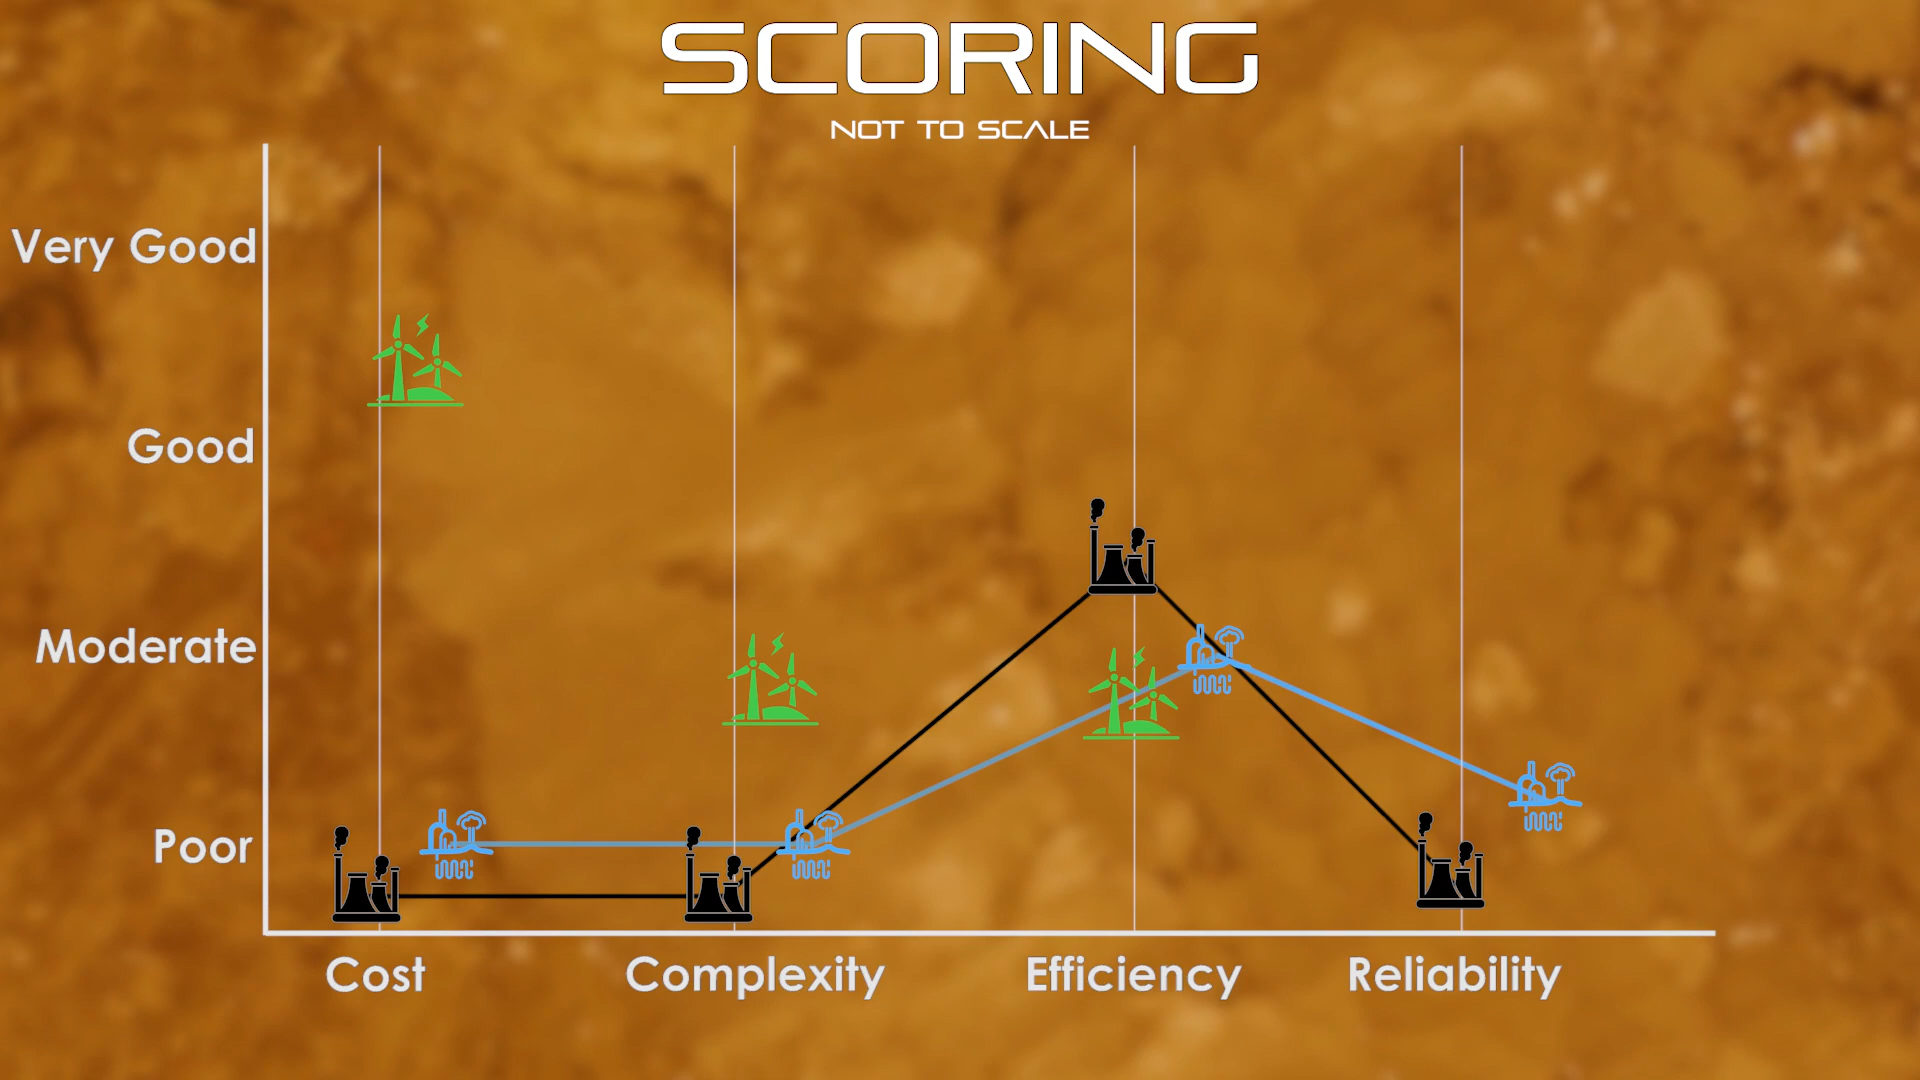 SCORING
NOT TO SCALE
Very Good
Good
Moderate
Poor
Cost
Complexity
Efficiency
Reliability